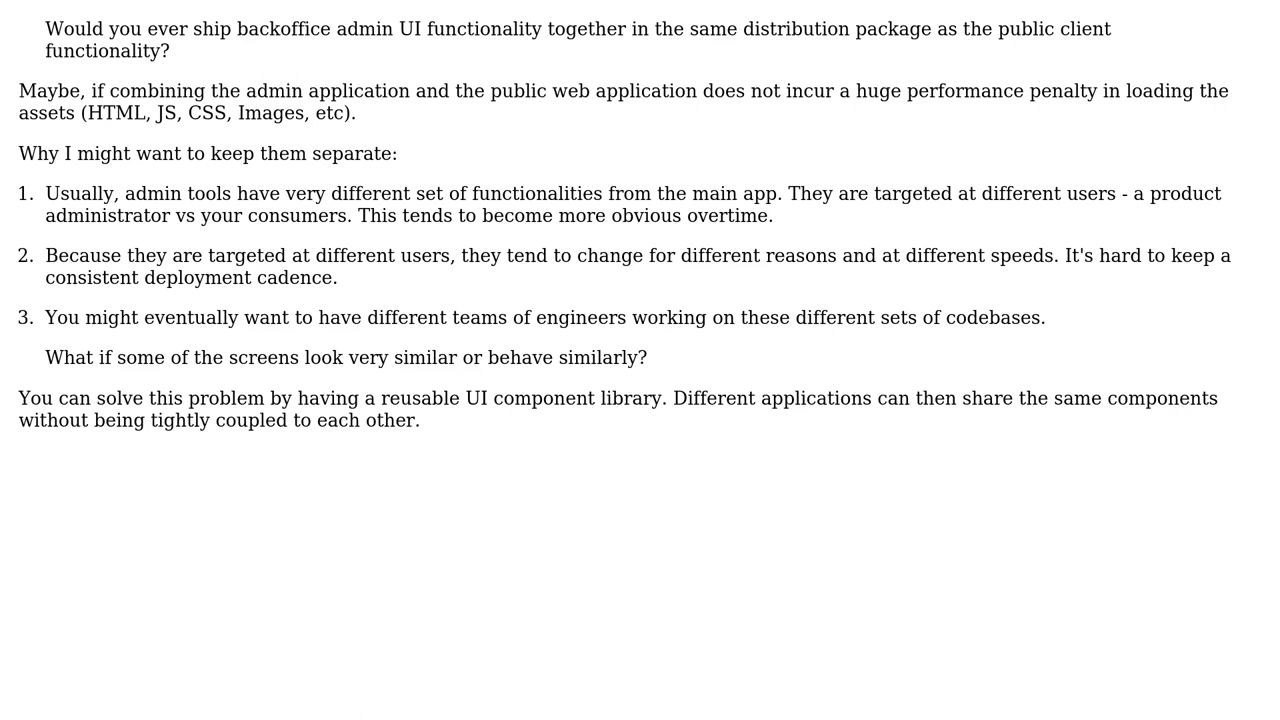 Would you ever ship backoffice admin UI functionality together in the same distribution package as the public client
functionality?
Maybe, if combining the admin application and the public web application does not incur a huge performance penalty in loading the
assets (HTML, JS, CSS, Images, etc).
Why I might want to keep them separate:
1. Usually, admin tools have very different set of functionalities from the main app. They are targeted at different users - a product
administrator vs your consumers. This tends to become more obvious overtime.
2. Because they are targeted at different users, they tend to change for different reasons and at different speeds. It's hard to keep a
consistent deployment cadence.
3. You might eventually want to have different teams of engineers working on these different sets of codebases.
What if some of the screens look very similar or behave similarly?
You can solve this problem by having a reusable UI component library. Different applications can then share the same components
without being tightly coupled to each other.